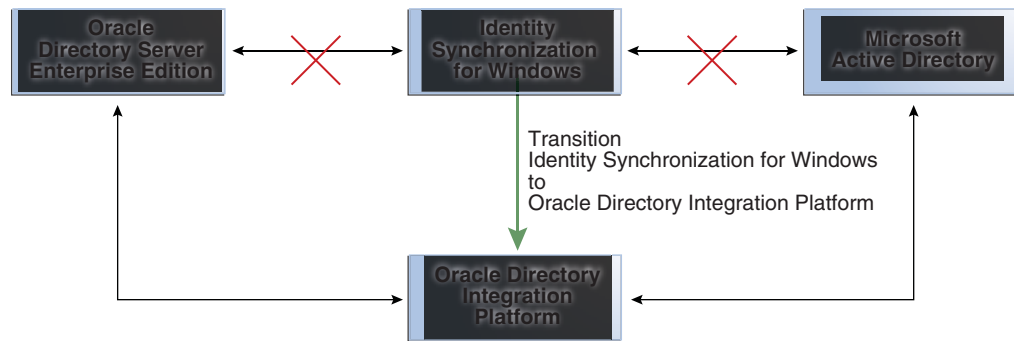 Oracle
Directory Server
Enterprise Edition
Identity
Synchronization
for Windows
Microsoft
Active Directory
Transition
Identity Synchronization for Windows
to
Oracle Directory Integration Platform
Oracle Directory
Integration
Platform